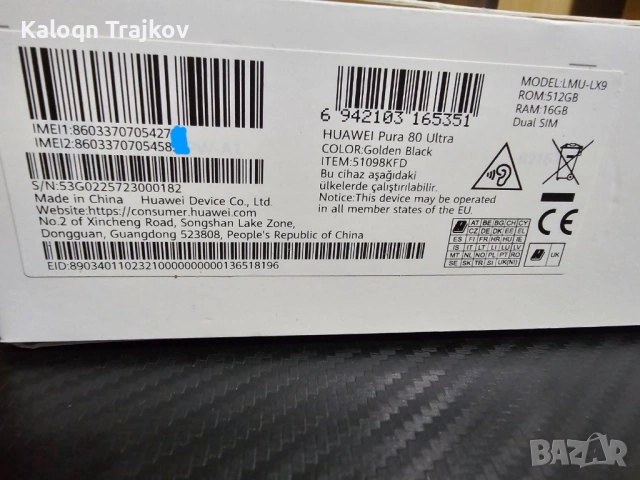 Kaloqn Trajkov
IMEI1:8603370705427
IMEI2:860337070545 8
S/N:53G0225723000182
Made in China Huawei Device Co., Ltd.
Website:https://consumer.huawei.com
No.2 of Xincheng Road, Songshan Lake Zone,
Dongguan, Guangdong 523808, People's Republic of China
EID:89034011023210000000000136518196
6 942103 165351
HUAWEI Pura 80 Ultra
COLOR:Golden Black
ITEM:51098KFD
Bu cihaz aşağıdaki
ülkelerde çalıştırılabilir.
Notice:This device may be operated
in all member states of the EU.
MODEL:LMU-LX9
ROM:512GB
RAM:16GB
Dual SIM
CE
AT BE BG CH CY
CZ DE DK EE EL
ES FI FR HR HU IE
IS IT LT LI LU LV
MT NL NO PL PT RO
SE SK TR SI UK(NI)
UK
BAZAR